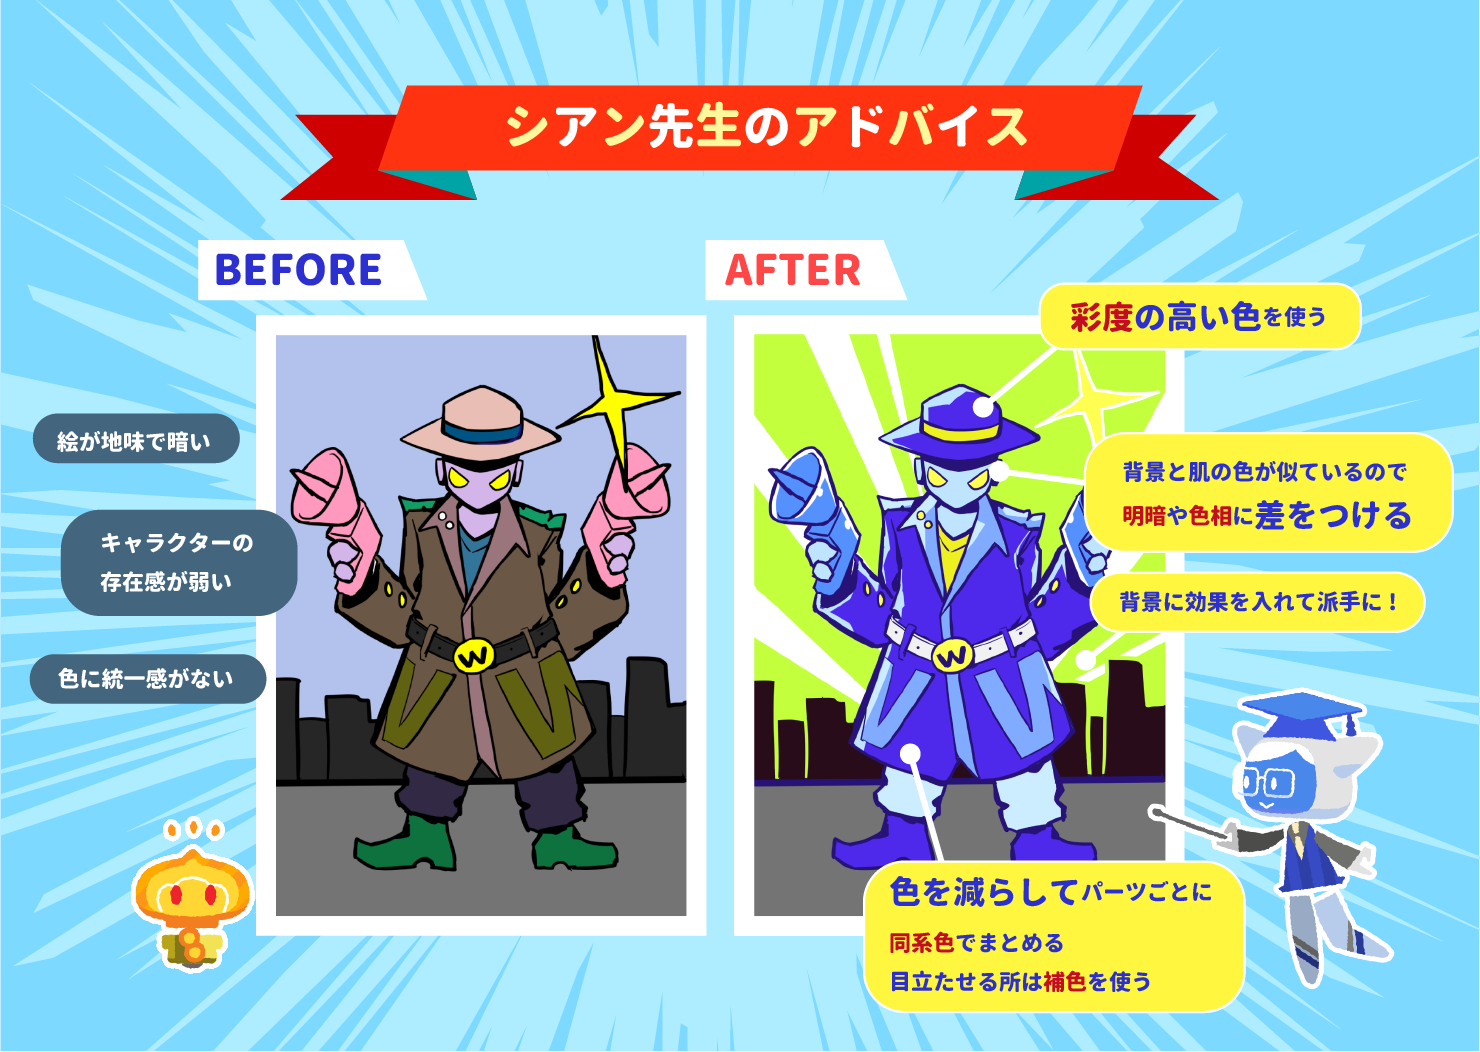 シアン先生のアドバイス
BEFORE
AFTER
彩度の高い色を使う
絵が地味で暗い
背景と肌の色が似ているので
明暗や色相に差をつける
キャラクターの
存在感が弱い
背景に効果を入れて派手に！
色に統一感がない
W
W
色を減らしてパーツごとに
同系色でまとめる
目立たせる所は補色を使う